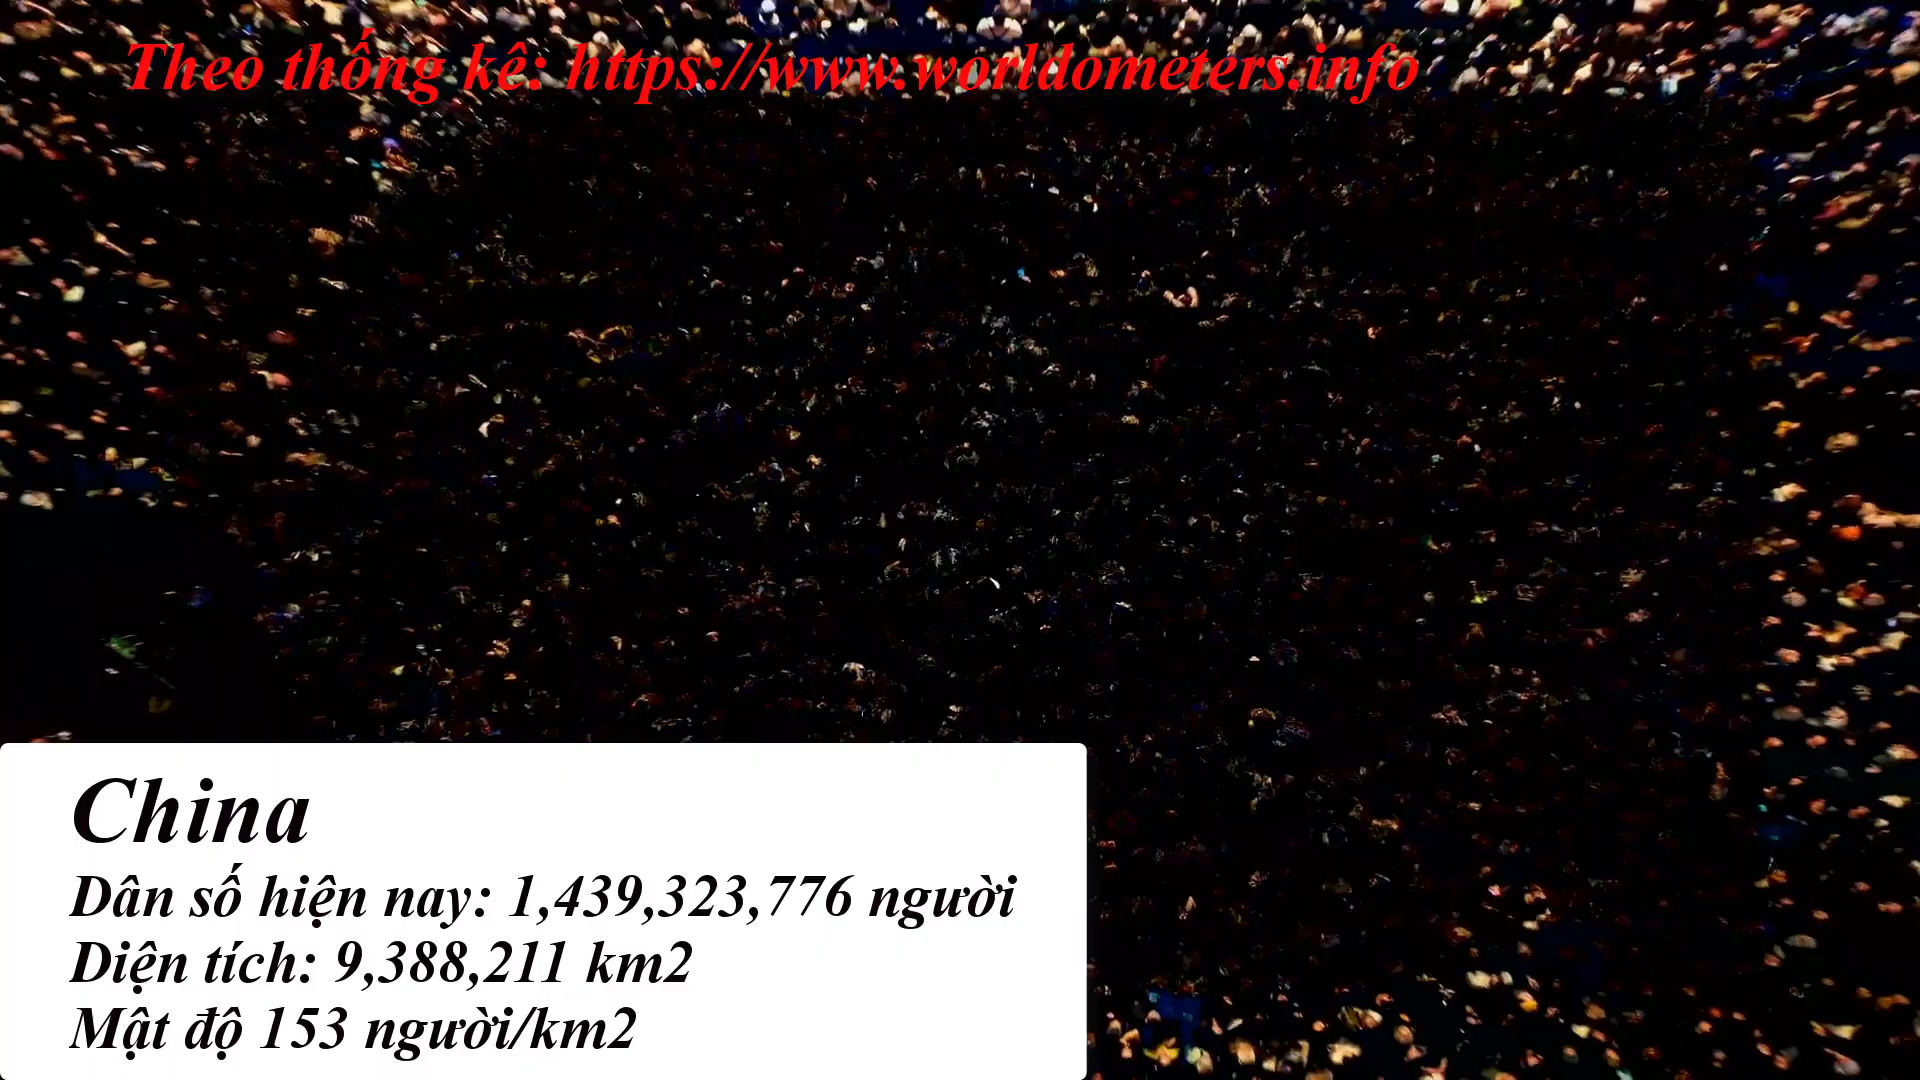 Theo thống kê: https://www.worldometers.info
China
Dân số hiện nay: 1,439,323,776 người
Diện tích: 9,388,211 km2
Mật độ 153 người/km2